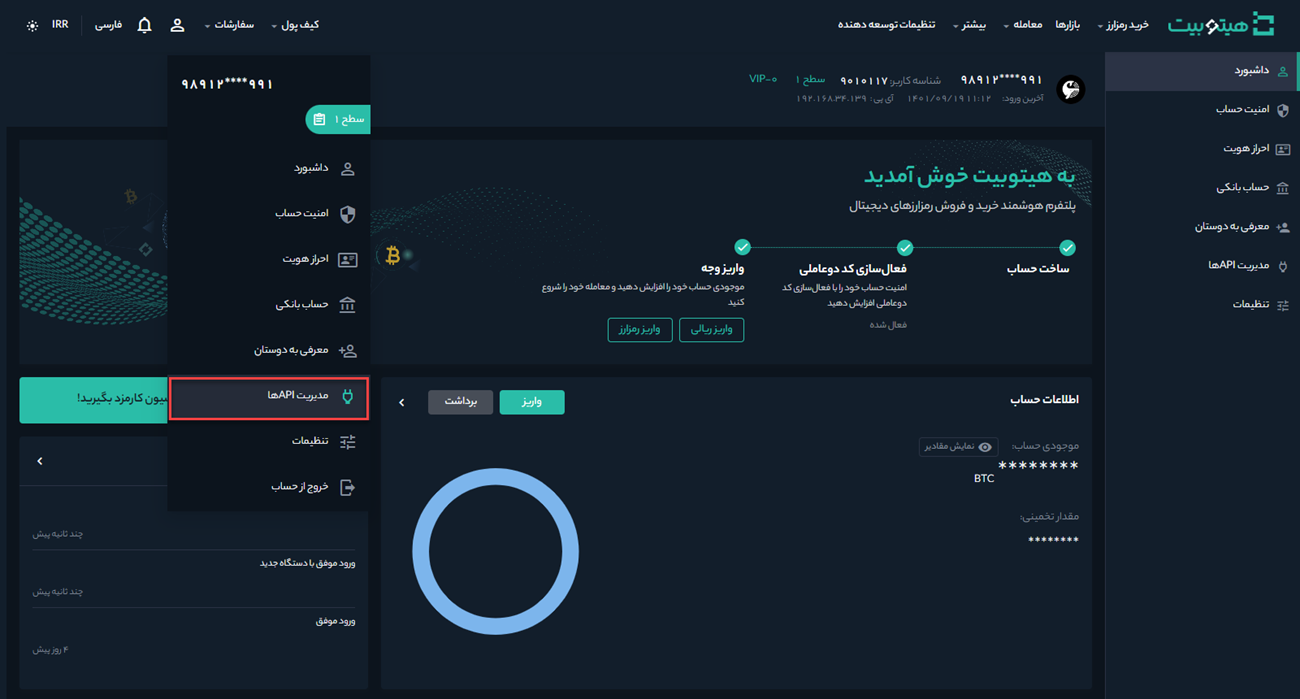 هیتوبیت
خرید رمزارز
بازارها
معامله
بیشتر
تنظیمات توسعه دهنده
کیف پول
سفارشات
فارسی
IRR
داشبورد
امنیت حساب
احراز هویت
حساب بانکی
معرفی به دوستان
مدیریت APIها
تنظیمات
۹۸۹۱۲****۹۹۱
شناسه کاربر: ۹۰۱۰۱۱۷
سطح ۱
VIP-۰
آخرین ورود: ۱۴۰۱/۰۹/۱۹ ۱۱:۱۲
آی پی: ۱۹۲.۱۶۸.۳۴.۱۳۹
۹۸۹۱۲****۹۹۱
سطح ۱
داشبورد
امنیت حساب
احراز هویت
حساب بانکی
معرفی به دوستان
مدیریت APIها
تنظیمات
خروج از حساب
به هیتوبیت خوش آمدید
پلتفرم هوشمند خرید و فروش رمزارزهای دیجیتال
ساخت حساب
فعال‌سازی کد دوعاملی
امنیت حساب خود را با فعال‌سازی کد
دوعاملی افزایش دهید
فعال شده
واریز وجه
موجودی حساب خود را افزایش دهید و معامله خود را شروع
کنید
واریز ریالی
واریز رمزارز
اطلاعات حساب
واریز
برداشت
موجودی حساب:
نمایش مقادیر
********
BTC
مقدار تخمینی:
********
کارمزد بگیرید!
چند ثانیه پیش
ورود موفق با دستگاه جدید
چند ثانیه پیش
ورود موفق
۴ روز پیش